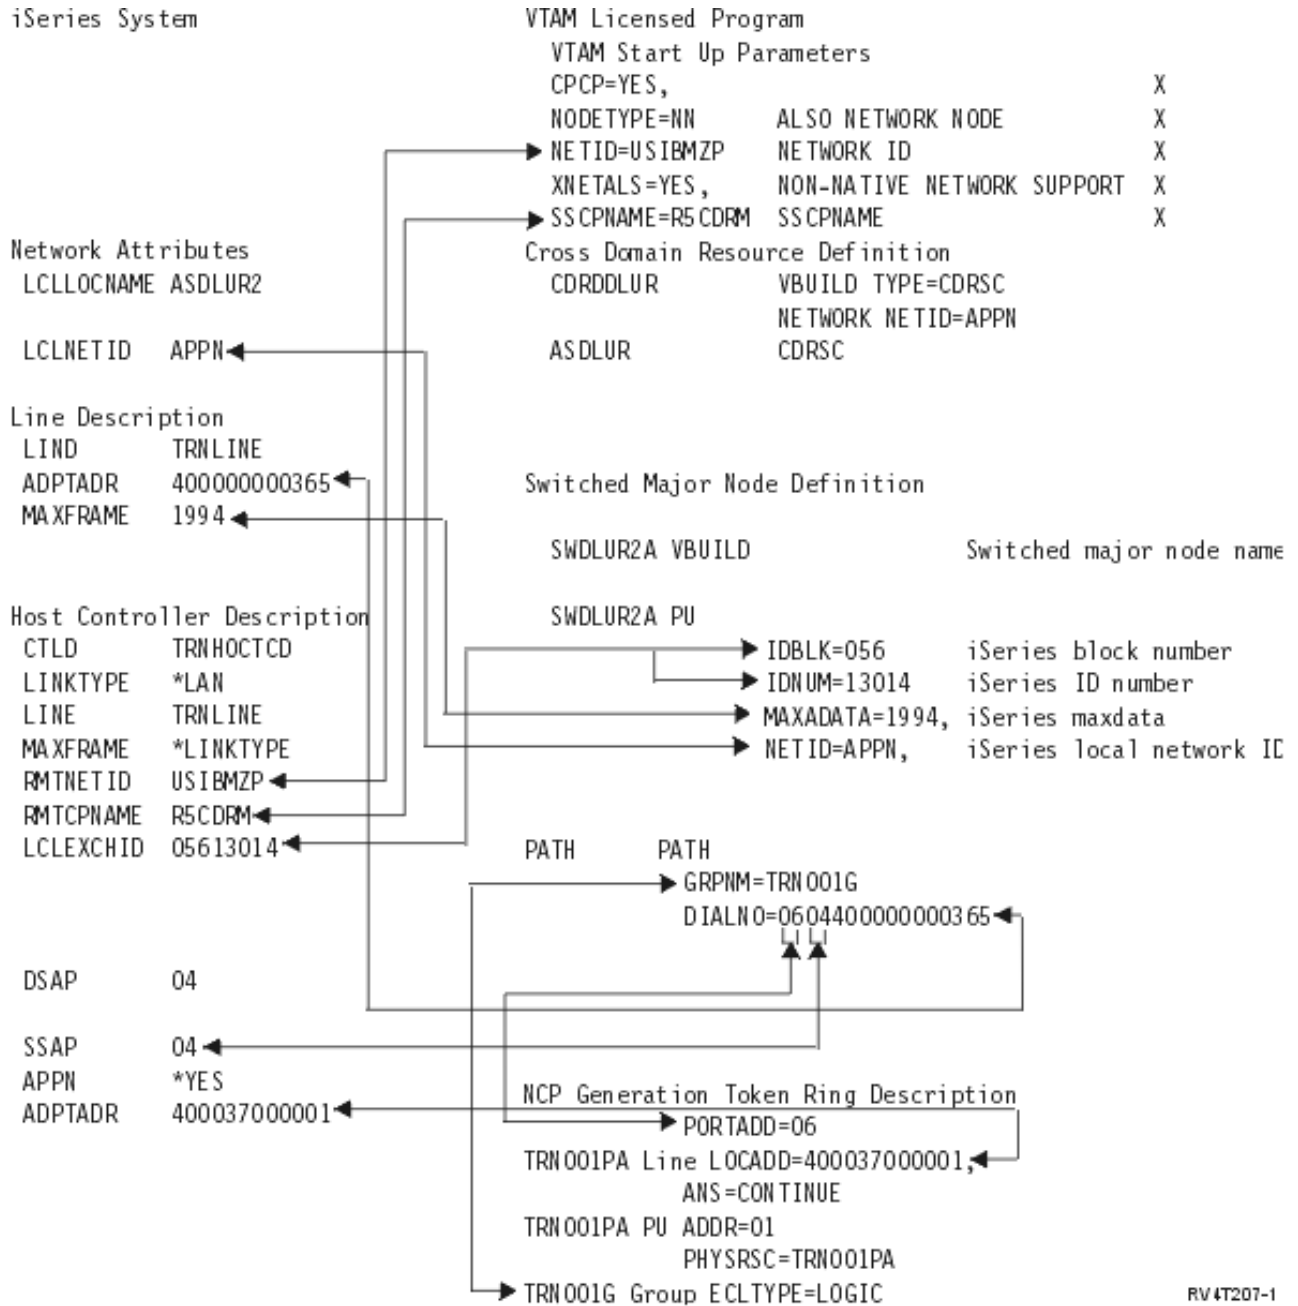 iSeries System VTAM Licensed Program
VTAM Start Up Parameters
CPCP=YES, X
NODETYPE=NN ALSO NETWORK NODE X
NETID=USIBMZP NETWORK ID X
XNETALS=YES, NON-NATIVE NETWORK SUPPORT X
SSCPNAME=R5CDRM SSCPNAME X
Network Attributes Cross Domain Resource Definition
LCLLOCNAME ASDLUR2 CDRDDLUR VBUILD TYPE=CDRSC
NETWORK NETID=APPN
LCLNETID APPN ASDLUR CDRSC
Line Description
LIND TRNLINE
ADPTADR 400000000365 Switched Major Node Definition
MAXFRAME 1994
SWDLUR2A VBUILD Switched major node name
Host Controller Description SWDLUR2A PU
CTLD TRNHOCTCD IDBLK=056 iSeries block number
LINKTYPE *LAN IDNUM=13014 iSeries ID number
LINE TRNLINE MAXADATA=1994, iSeries maxdata
MAXFRAME *LINKTYPE NETID=APPN, iSeries local network ID
RMTNETID USIBMZP
RMTCPNAME R5CDRM
LCLEXCHID 05613014 PATH PATH
GRPNM=TRN001G
DIALNO=0604400000000365
DSAP 04
SSAP 04
APPN *YES NCP Generation Token Ring Description
ADPTADR 400037000001 PORTADD=06
TRN001PA Line LOCADD=400037000001,
ANS=CONTINUE
TRN001PA PU ADDR=01
PHYSRSC=TRN001PA
TRN001G Group ECLTYPE=LOGIC RV4T207-1